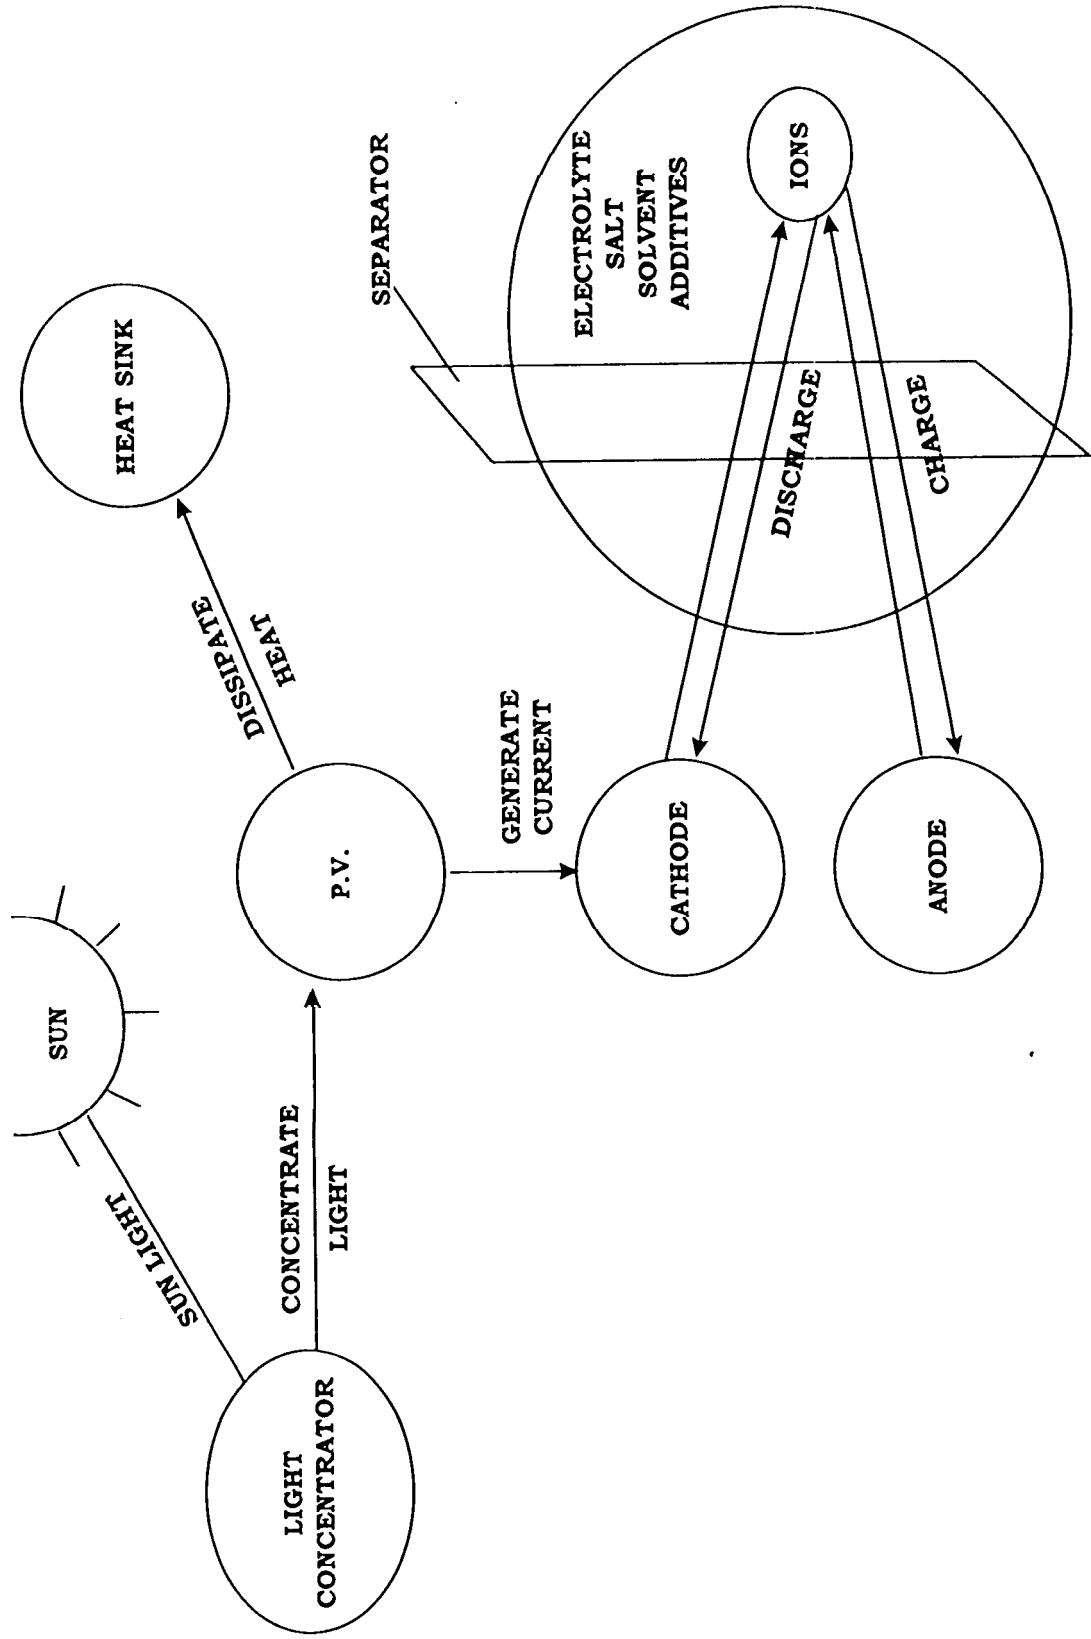 SUN
SUN LIGHT
LIGHT
CONCENTRATOR
CONCENTRATE
LIGHT
P.V.
DISSIPATE
HEAT
HEAT SINK
GENERATE
CURRENT
CATHODE
ANODE
SEPARATOR
ELECTROLYTE
SALT
SOLVENT
ADDITIVES
IONS
DISCHARGE
CHARGE